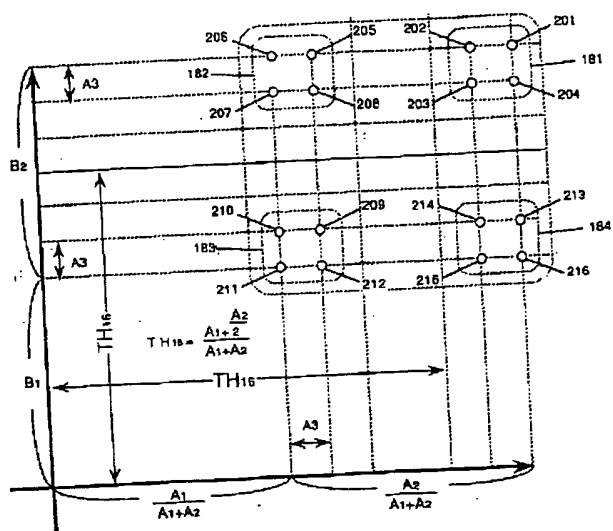 206 205 202 201
A3 182 181
207 208 203 204
B2
210 209 214 213
A3 183 184
211 212 215 216
TH16
TH16 = A1+ A2 2 A1+A2
B1
TH16
A3
A1 A1+A2 A2 A1+A2